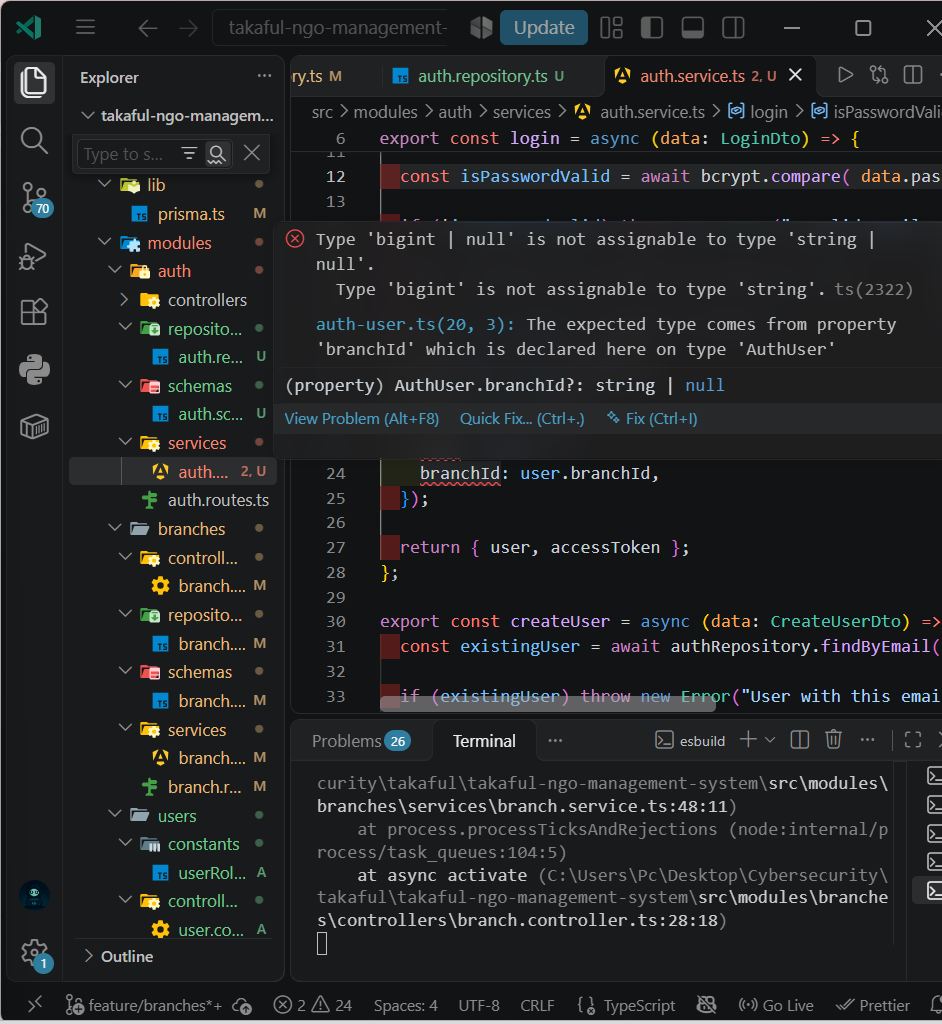 takaful-ngo-management-
Update
Explorer
takaful-ngo-managem...
Type to s...
lib
prisma.ts M
modules
auth
controllers
reposito...
auth.re... U
schemas
auth.sc... U
services
auth.... 2, U
auth.routes.ts
branches
controll...
branch.... M
reposito...
branch.... M
schemas
branch.... M
services
branch.... M
branch.r... M
users
constants
userRol... A
controll...
user.co... A
Outline
70
1
ry.ts M
auth.repository.ts U
auth.service.ts 2, U
src > modules > auth > services > auth.service.ts > login > isPasswordVali
6 export const login = async (data: LoginDto) => {
11
12 const isPasswordValid = await bcrypt.compare( data.pas
13
Type 'bigint | null' is not assignable to type 'string |
null'.
Type 'bigint' is not assignable to type 'string'. ts(2322)
auth-user.ts(20, 3): The expected type comes from property
'branchId' which is declared here on type 'AuthUser'
(property) AuthUser.branchId?: string | null
View Problem (Alt+F8) Quick Fix... (Ctrl+.) Fix (Ctrl+I)
24 branchId: user.branchId,
25 });
26
27 return { user, accessToken };
28 };
29
30 export const createUser = async (data: CreateUserDto) =>
31 const existingUser = await authRepository.findByEmail(
32
33 if (existingUser) throw new Error("User with this emai
Problems 26
Terminal
esbuild
curity\takaful\takaful-ngo-management-system\src\modules\
branches\services\branch.service.ts:48:11)
at process.processTicksAndRejections (node:internal/p
rocess/task_queues:104:5)
at async activate (C:\Users\Pc\Desktop\Cybersecurity\
takaful\takaful-ngo-management-system\src\modules\branche
s\controllers\branch.controller.ts:28:18)
feature/branches*+ 2 24 Spaces: 4 UTF-8 CRLF {} TypeScript Go Live Prettier